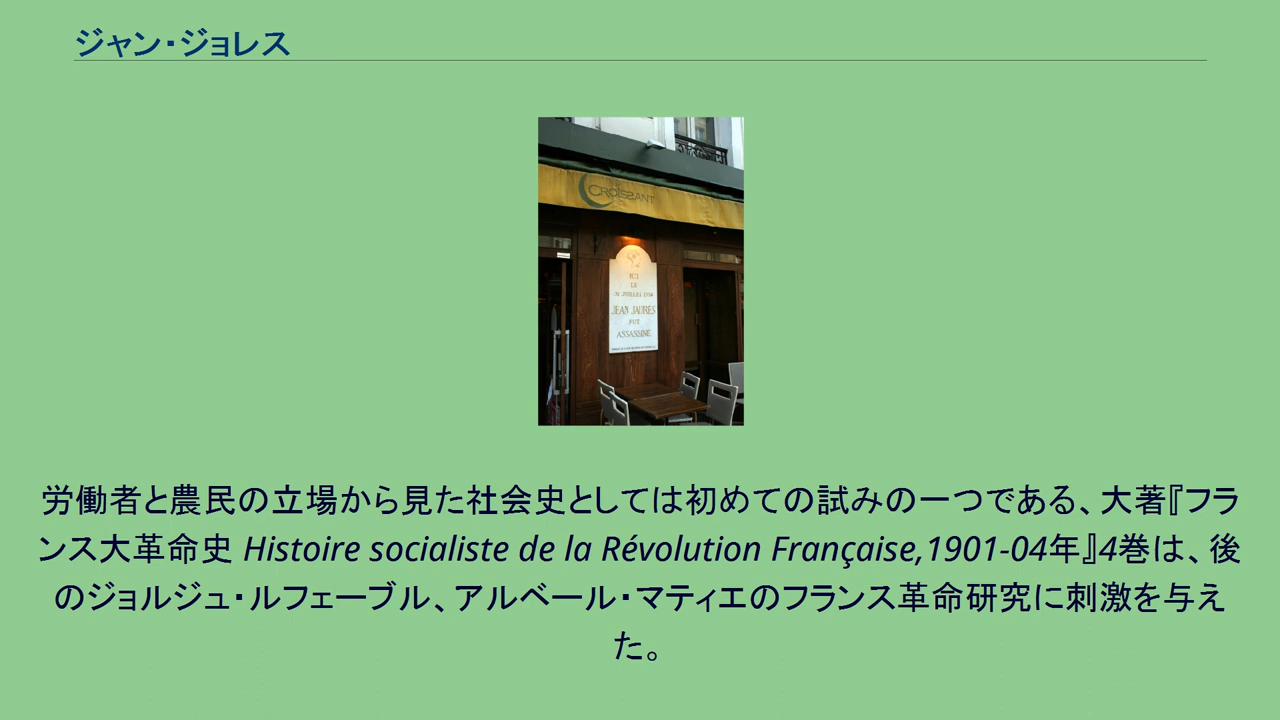 ジャン・ジョレス
CROISSANT
ICI
LE
31 JUILLET 1914
JEAN JAURES
FUT
ASSASSINE
労働者と農民の立場から見た社会史としては初めての試みの一つである、大著『フラ
ンス大革命史 Histoire socialiste de la Révolution Française,1901-04年』4巻は、後
のジョルジュ・ルフェーブル、アルベール・マティエのフランス革命研究に刺激を与え
た。